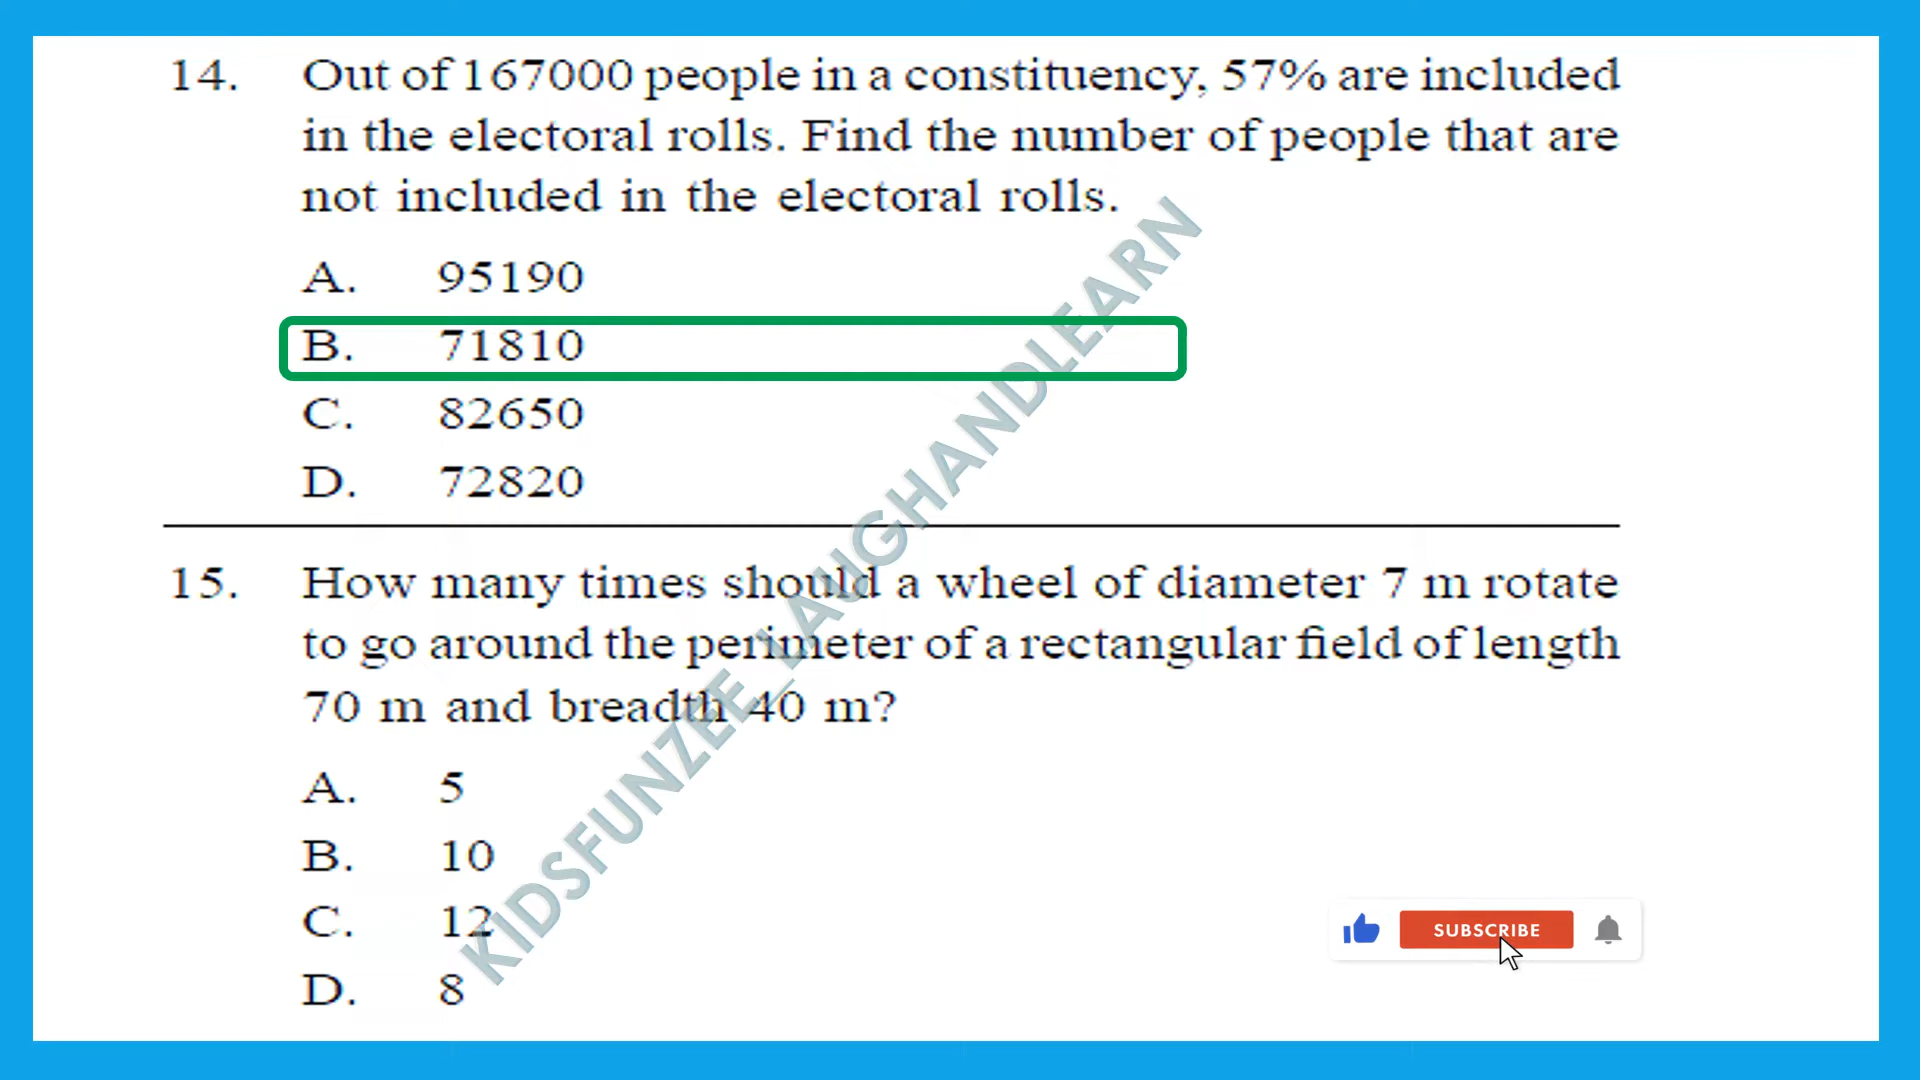 14. Out of 167000 people in a constituency, 57% are included
in the electoral rolls. Find the number of people that are
not included in the electoral rolls.
A. 95190
B. 71810
C. 82650
D. 72820
15. How many times should a wheel of diameter 7 m rotate
to go around the perimeter of a rectangular field of length
70 m and breadth 40 m?
A. 5
B. 10
C. 12
D. 8
KIDSFUNZEE_LAUGHANDLEARN
SUBSCRIBE